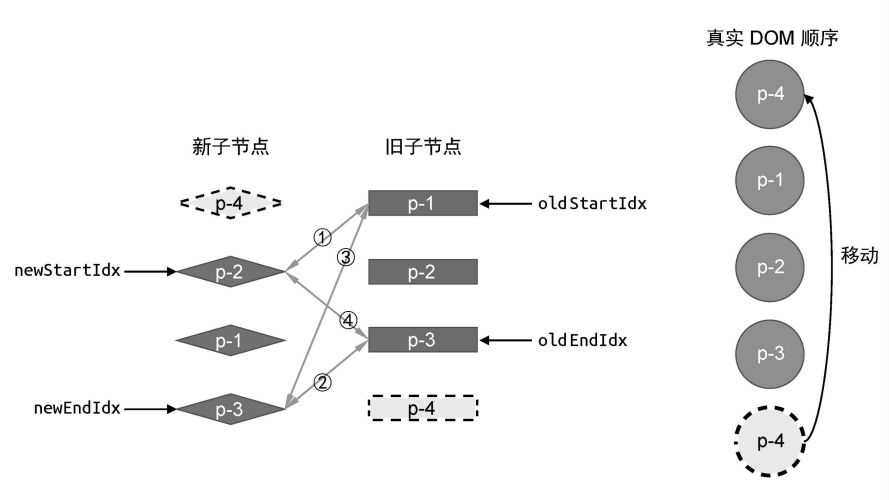 真实 DOM 顺序
p-4
新子节点
旧子节点
p-1
p-4
p-1
oldStartIdx
①
③
newStartIdx
p-2
p-2
p-2
移动
④
p-1
p-3
oldEndIdx
p-3
②
newEndIdx
p-3
p-4
p-4